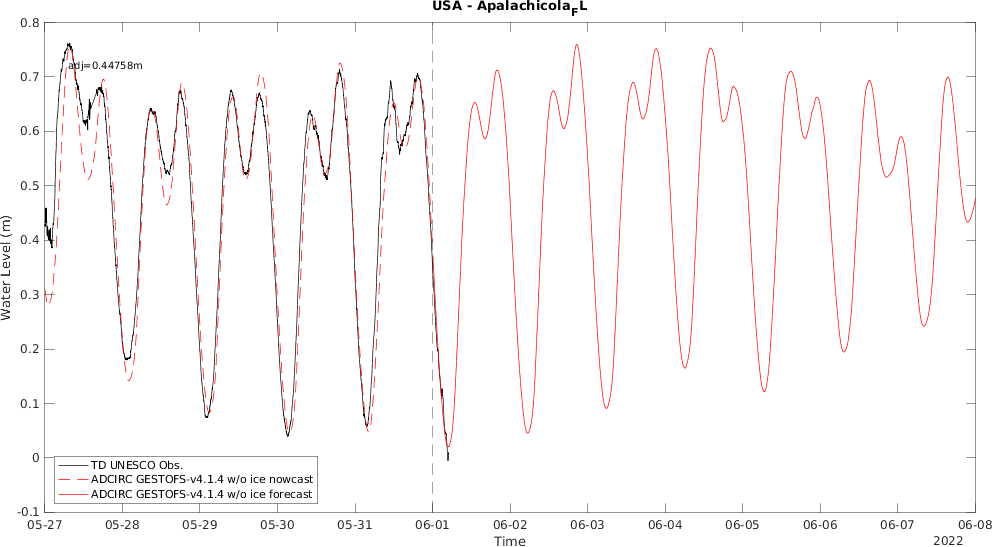 USA - Apalachicola_FL
0.8
adj=0.44758m
0.7
0.6
0.5
0.4
0.3
0.2
0.1
0
-0.1
Water Level (m)
TD UNESCO Obs.
ADCIRC GESTOFS-v4.1.4 w/o ice nowcast
ADCIRC GESTOFS-v4.1.4 w/o ice forecast
05-27 05-28 05-29 05-30 05-31 06-01 06-02 06-03 06-04 06-05 06-06 06-07 06-08
Time
2022